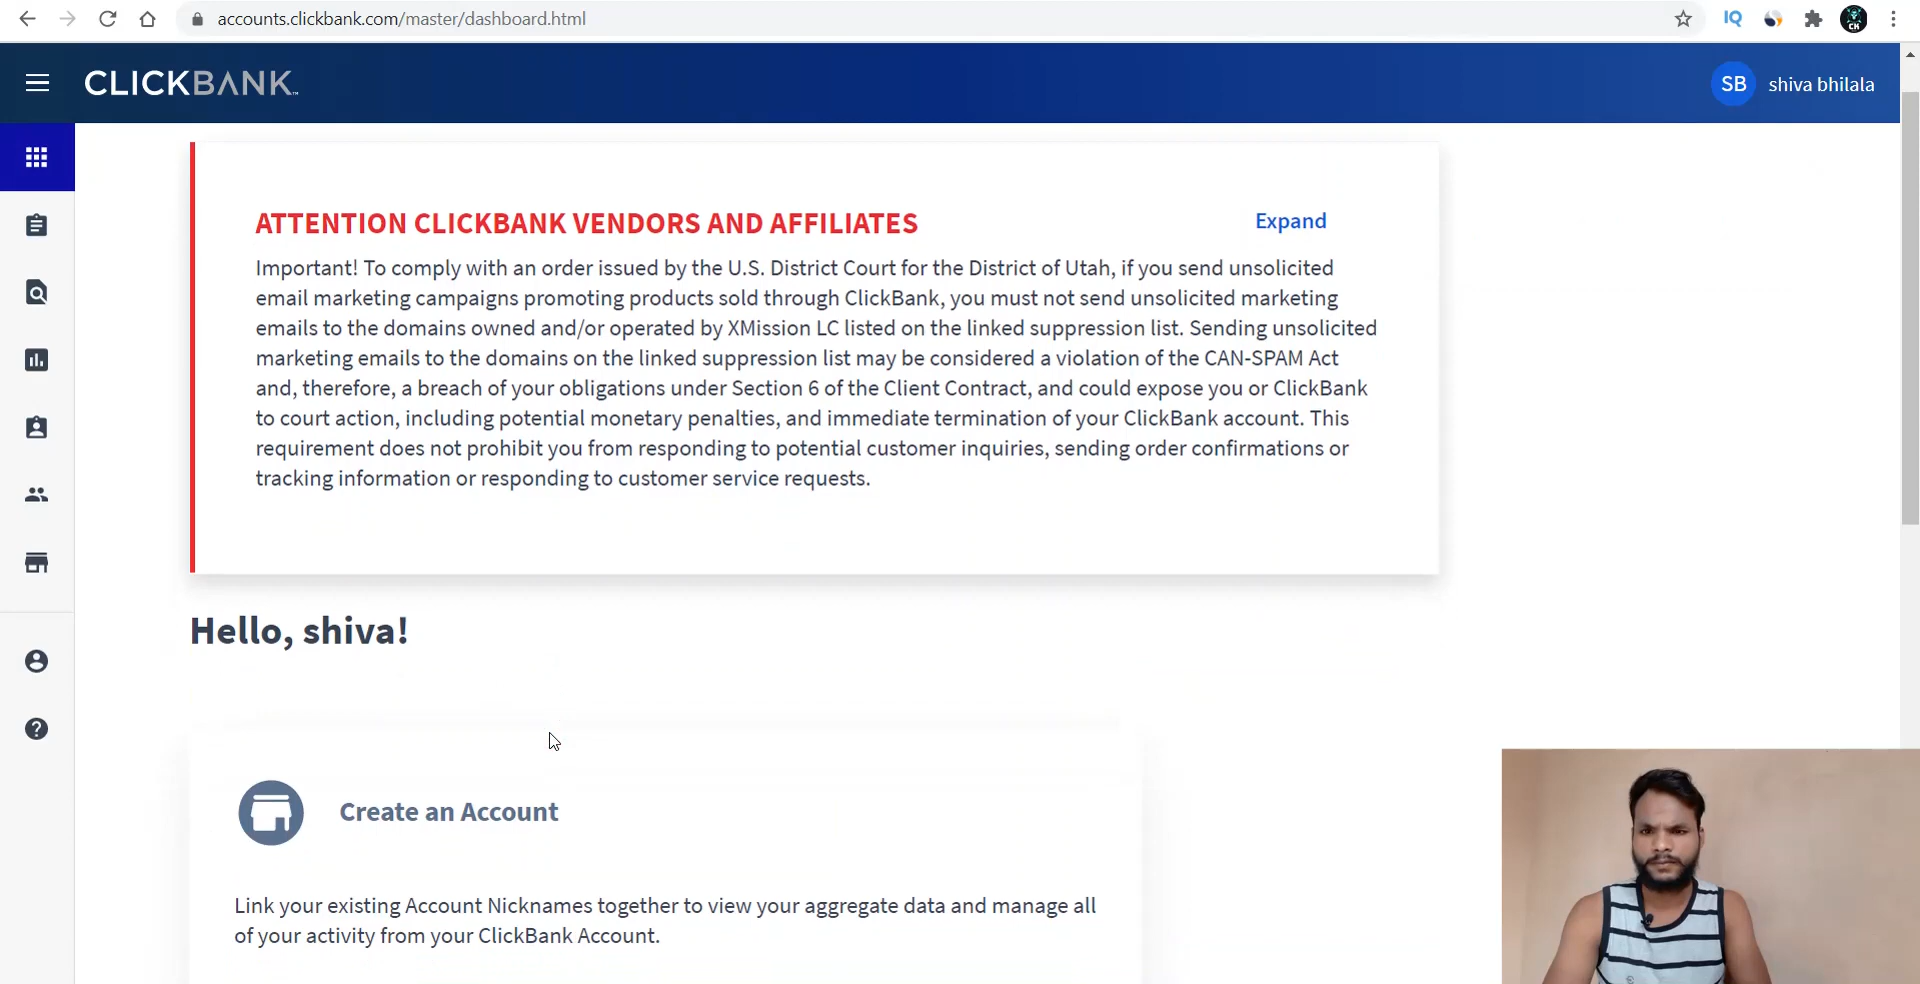 accounts.clickbank.com/master/dashboard.html
IQ
CK
CLICKBANK™
SB shiva bhilala
ATTENTION CLICKBANK VENDORS AND AFFILIATES
Expand
Important! To comply with an order issued by the U.S. District Court for the District of Utah, if you send unsolicited
email marketing campaigns promoting products sold through ClickBank, you must not send unsolicited marketing
emails to the domains owned and/or operated by XMission LC listed on the linked suppression list. Sending unsolicited
marketing emails to the domains on the linked suppression list may be considered a violation of the CAN-SPAM Act
and, therefore, a breach of your obligations under Section 6 of the Client Contract, and could expose you or ClickBank
to court action, including potential monetary penalties, and immediate termination of your ClickBank account. This
requirement does not prohibit you from responding to potential customer inquiries, sending order confirmations or
tracking information or responding to customer service requests.
Hello, shiva!
Create an Account
Link your existing Account Nicknames together to view your aggregate data and manage all
of your activity from your ClickBank Account.